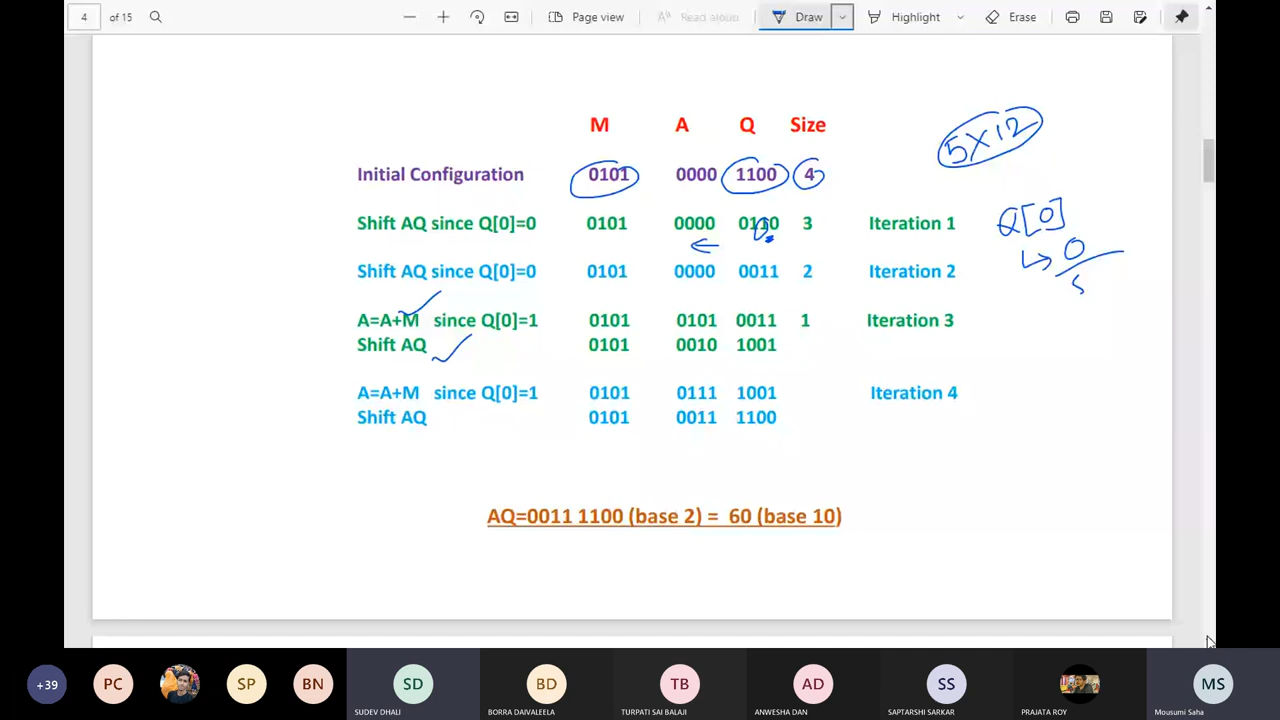 4 of 15 Page view Read aloud Draw Highlight Erase
M A Q Size
5X12
Initial Configuration 0101 0000 1100 4
Q[0]
Shift AQ since Q[0]=0 0101 0000 0110 3 Iteration 1
0
Shift AQ since Q[0]=0 0101 0000 0011 2 Iteration 2
A=A+M since Q[0]=1 0101 0101 0011 1 Iteration 3
Shift AQ 0101 0010 1001
A=A+M since Q[0]=1 0101 0111 1001 Iteration 4
Shift AQ 0101 0011 1100
AQ=0011 1100 (base 2) = 60 (base 10)
+39 PC SP BN SD BD TB AD SS MS
SUDEV DHALI BORRA DAIVALEELA TURPATI SAI BALAJI ANWESHA DAN SAPTARSHI SARKAR PRAJATA ROY Mousumi Saha